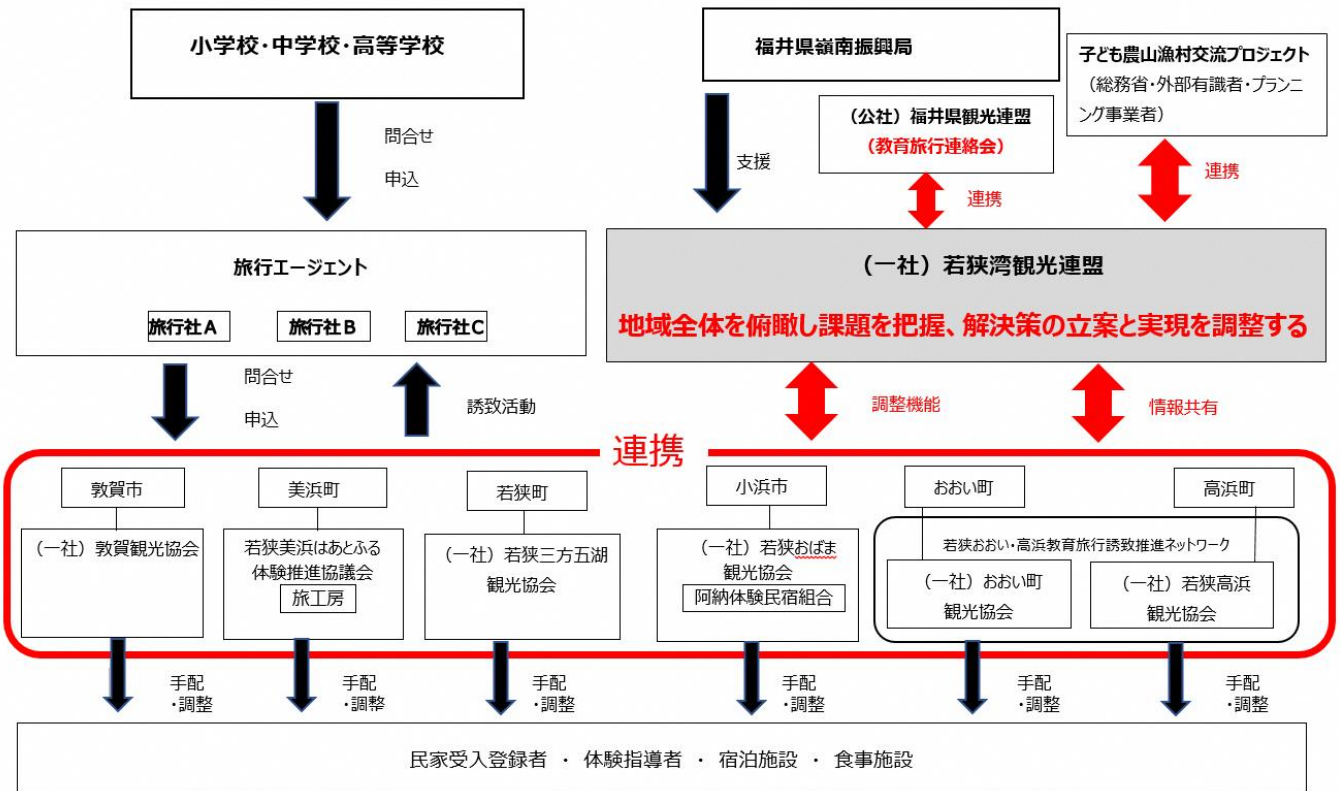 小学校・中学校・高等学校
福井県嶺南振興局
子ども農山漁村交流プロジェクト
（総務省・外部有識者・プランニ
ング事業者）
（公社）福井県観光連盟
（教育旅行連絡会）
問合せ
申込
支援
連携
連携
旅行エージェント
旅行社A
旅行社B
旅行社C
（一社）若狭湾観光連盟
地域全体を俯瞰し課題を把握、解決策の立案と実現を調整する
問合せ
申込
誘致活動
調整機能
情報共有
連携
敦賀市
美浜町
若狭町
小浜市
おおい町
高浜町
（一社）敦賀観光協会
若狭美浜はあとふる
体験推進協議会
旅工房
（一社）若狭三方五湖
観光協会
（一社）若狭おばま
観光協会
阿納体験民宿組合
若狭おおい・高浜教育旅行誘致推進ネットワーク
（一社）おおい町
観光協会
（一社）若狭高浜
観光協会
手配
・調整
手配
・調整
手配
・調整
手配
・調整
手配
・調整
手配
・調整
民家受入登録者 ・ 体験指導者 ・ 宿泊施設 ・ 食事施設